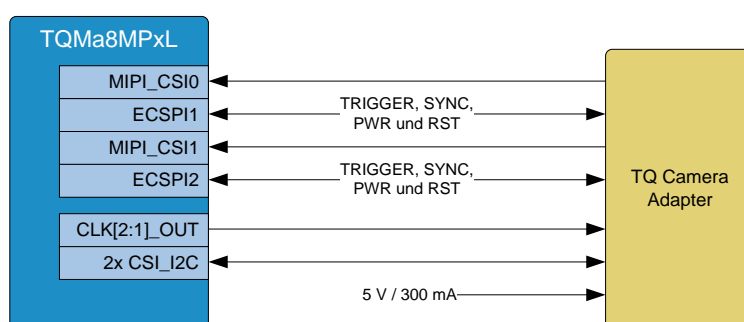 TQMa8MPxL
MIPI_CSI0
ECSPI1
TRIGGER, SYNC,
PWR und RST
MIPI_CSI1
ECSPI2
TRIGGER, SYNC,
PWR und RST
TQ Camera
Adapter
CLK[2:1]_OUT
2x CSI_I2C
5 V / 300 mA